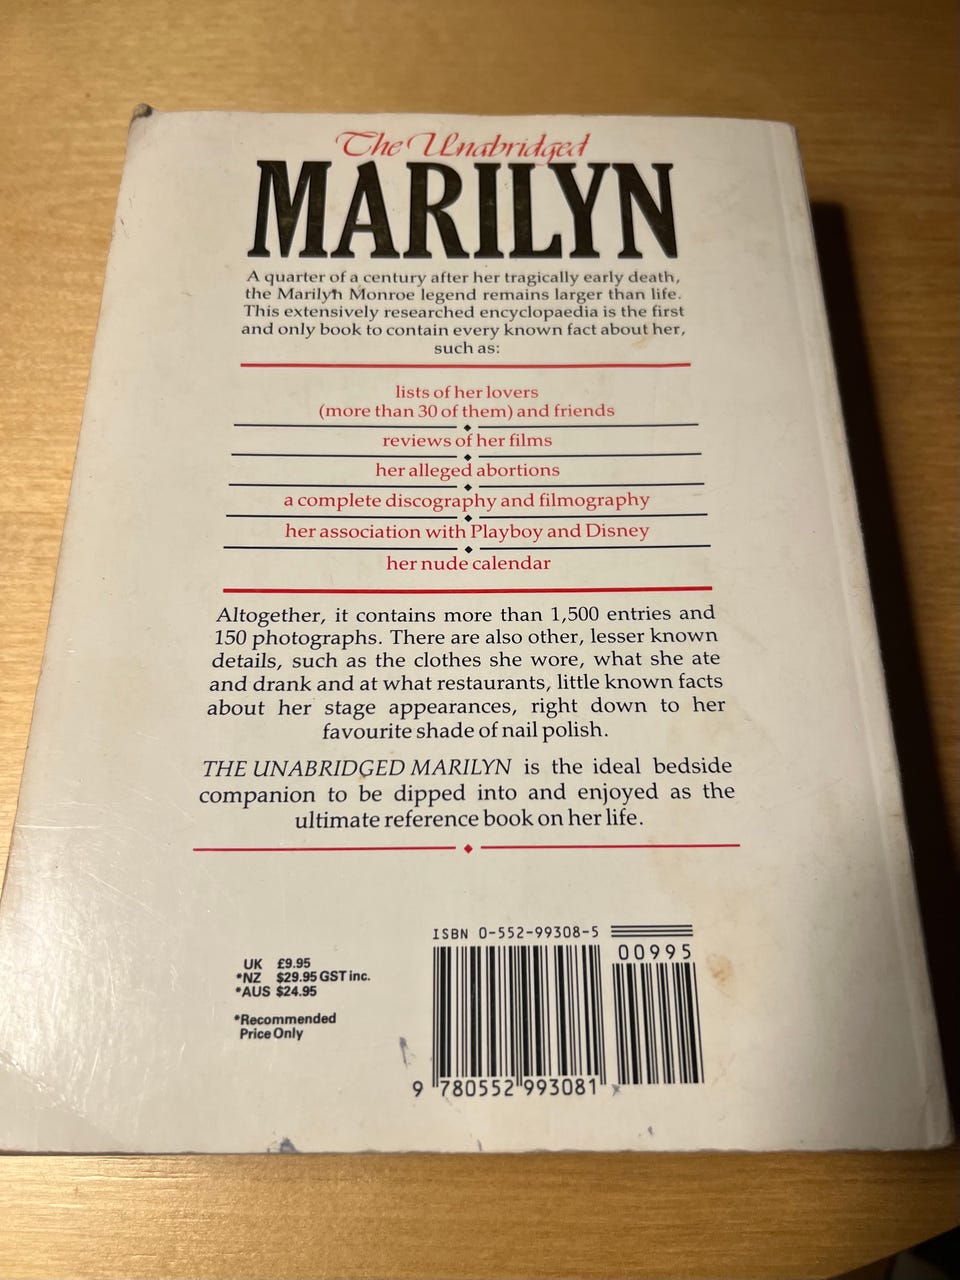 The Unabridged
MARILYN
A quarter of a century after her tragically early death,
the Marilyn Monroe legend remains larger than life.
This extensively researched encyclopaedia is the first
and only book to contain every known fact about her,
such as:
lists of her lovers
(more than 30 of them) and friends
reviews of her films
her alleged abortions
a complete discography and filmography
her association with Playboy and Disney
her nude calendar
Altogether, it contains more than 1,500 entries and
150 photographs. There are also other, lesser known
details, such as the clothes she wore, what she ate
and drank and at what restaurants, little known facts
about her stage appearances, right down to her
favourite shade of nail polish.
THE UNABRIDGED MARILYN is the ideal bedside
companion to be dipped into and enjoyed as the
ultimate reference book on her life.
ISBN 0-552-99308-5
00995
UK £9.95
*NZ $29.95 GST inc.
*AUS $24.95
*Recommended
Price Only
9 780552 993081